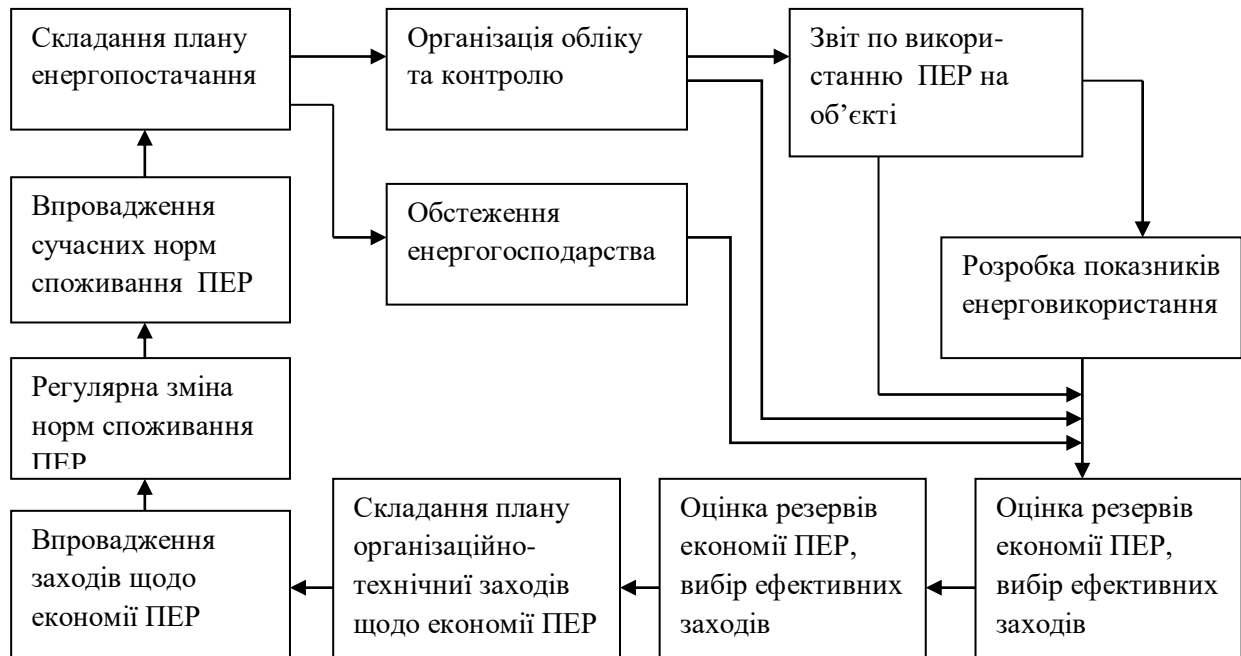 Складання плану
енергопостачання
Організація обліку
та контролю
Звіт по викори-
станню ПЕР на
об’єкті
Впровадження
сучасних норм
споживання ПЕР
Обстеження
енергогосподарства
Розробка показників
енерговикористання
Регулярна зміна
норм споживання
ПЕР
Впровадження
заходів щодо
економії ПЕР
Складання плану
організаційно-
технічниї заходів
щодо економії ПЕР
Оцінка резервів
економії ПЕР,
вибір ефективних
заходів
Оцінка резервів
економії ПЕР,
вибір ефективних
заходів